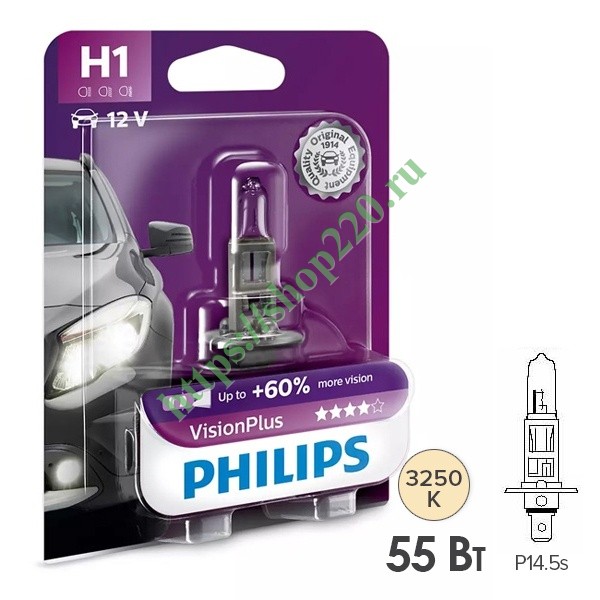 H1
12 V
Quality Original Equipment
1914
https://shop220.ru
Up to +60% more vision
VisionPlus
PHILIPS
3250
K
55 Вт
P14.5s